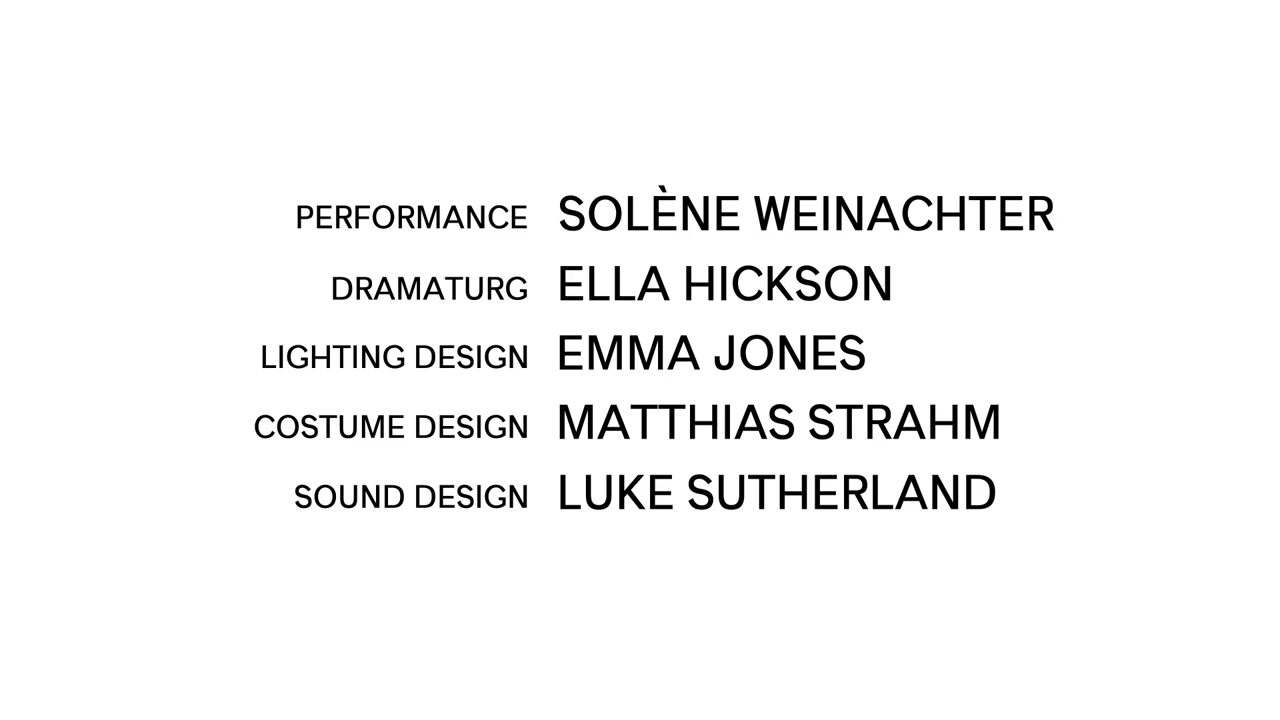 PERFORMANCE SOLÈNE WEINACHTER
DRAMATURG ELLA HICKSON
LIGHTING DESIGN EMMA JONES
COSTUME DESIGN MATTHIAS STRAHM
SOUND DESIGN LUKE SUTHERLAND